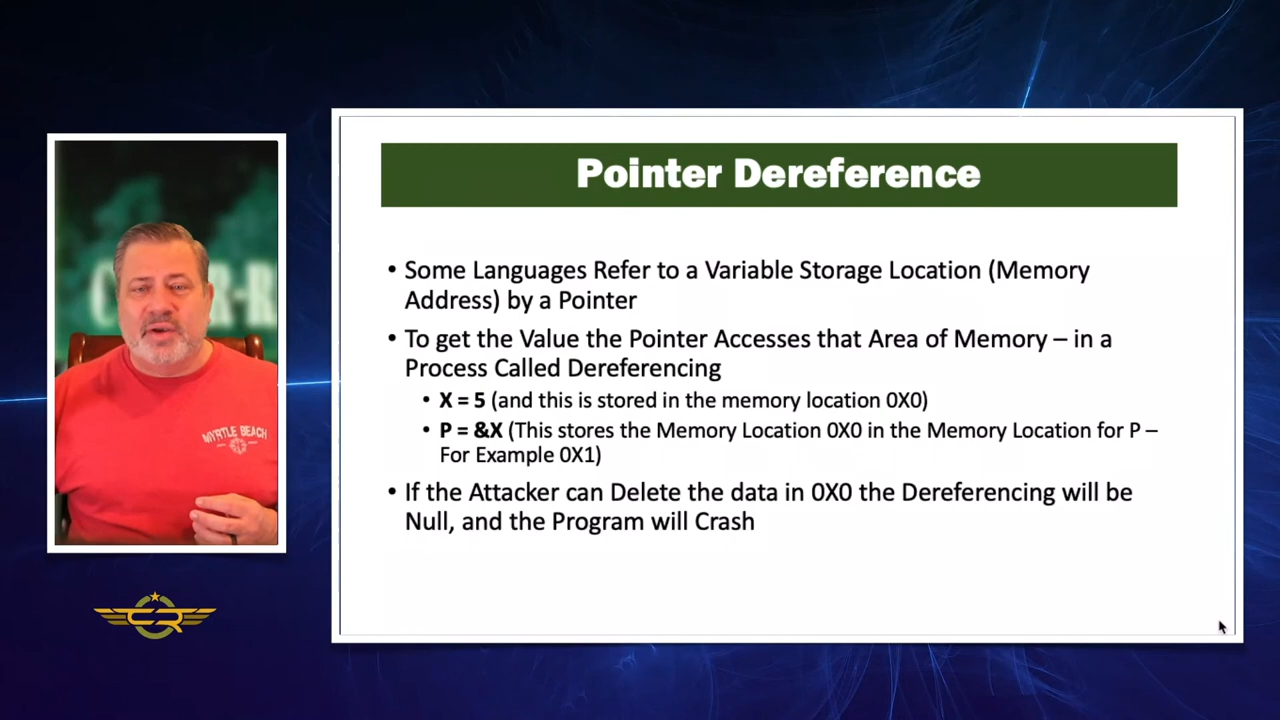 Pointer Dereference
• Some Languages Refer to a Variable Storage Location (Memory
Address) by a Pointer
• To get the Value the Pointer Accesses that Area of Memory – in a
Process Called Dereferencing
• X = 5 (and this is stored in the memory location 0X0)
• P = &X (This stores the Memory Location 0X0 in the Memory Location for P –
For Example 0X1)
• If the Attacker can Delete the data in 0X0 the Dereferencing will be
Null, and the Program will Crash
MYRTLE BEACH
CR